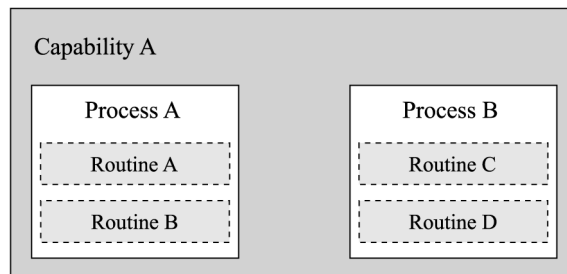 Capability A
Process A
Routine A
Routine B
Process B
Routine C
Routine D